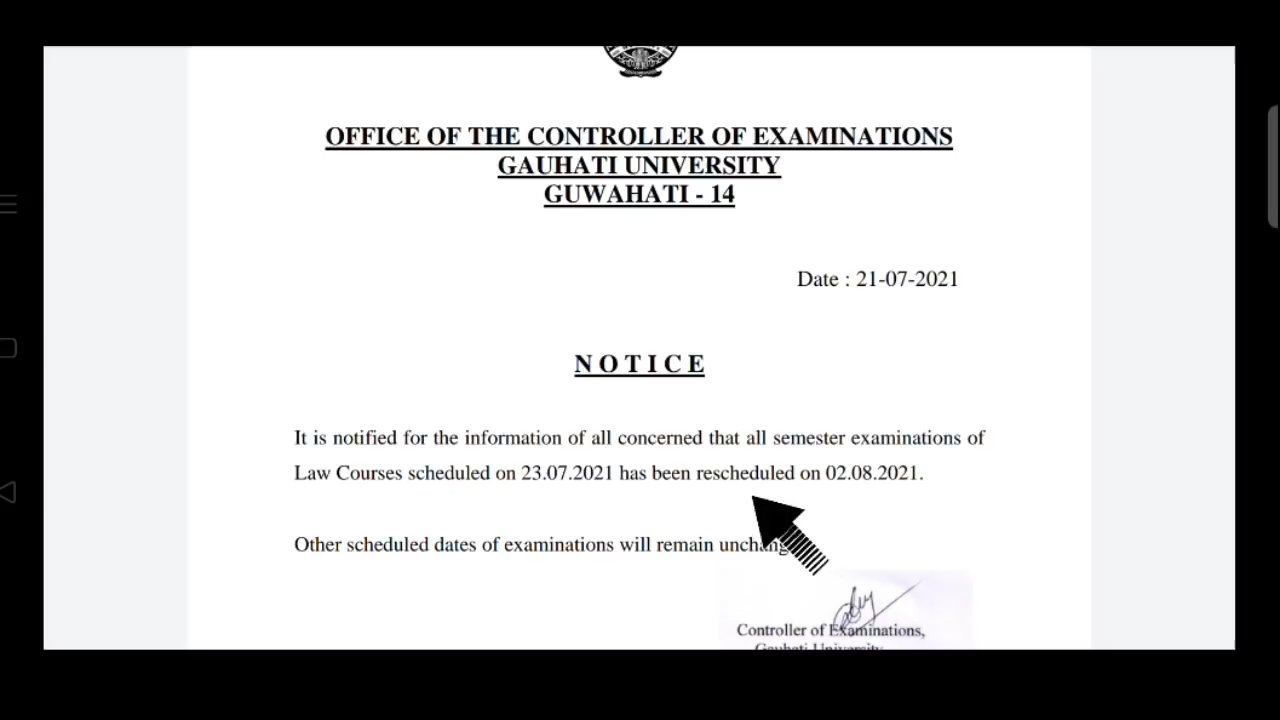 OFFICE OF THE CONTROLLER OF EXAMINATIONS
GAUHATI UNIVERSITY
GUWAHATI - 14
Date : 21-07-2021
N O T I C E
It is notified for the information of all concerned that all semester examinations of
Law Courses scheduled on 23.07.2021 has been rescheduled on 02.08.2021.
Other scheduled dates of examinations will remain
Controller of Examinations,
Gauhati University